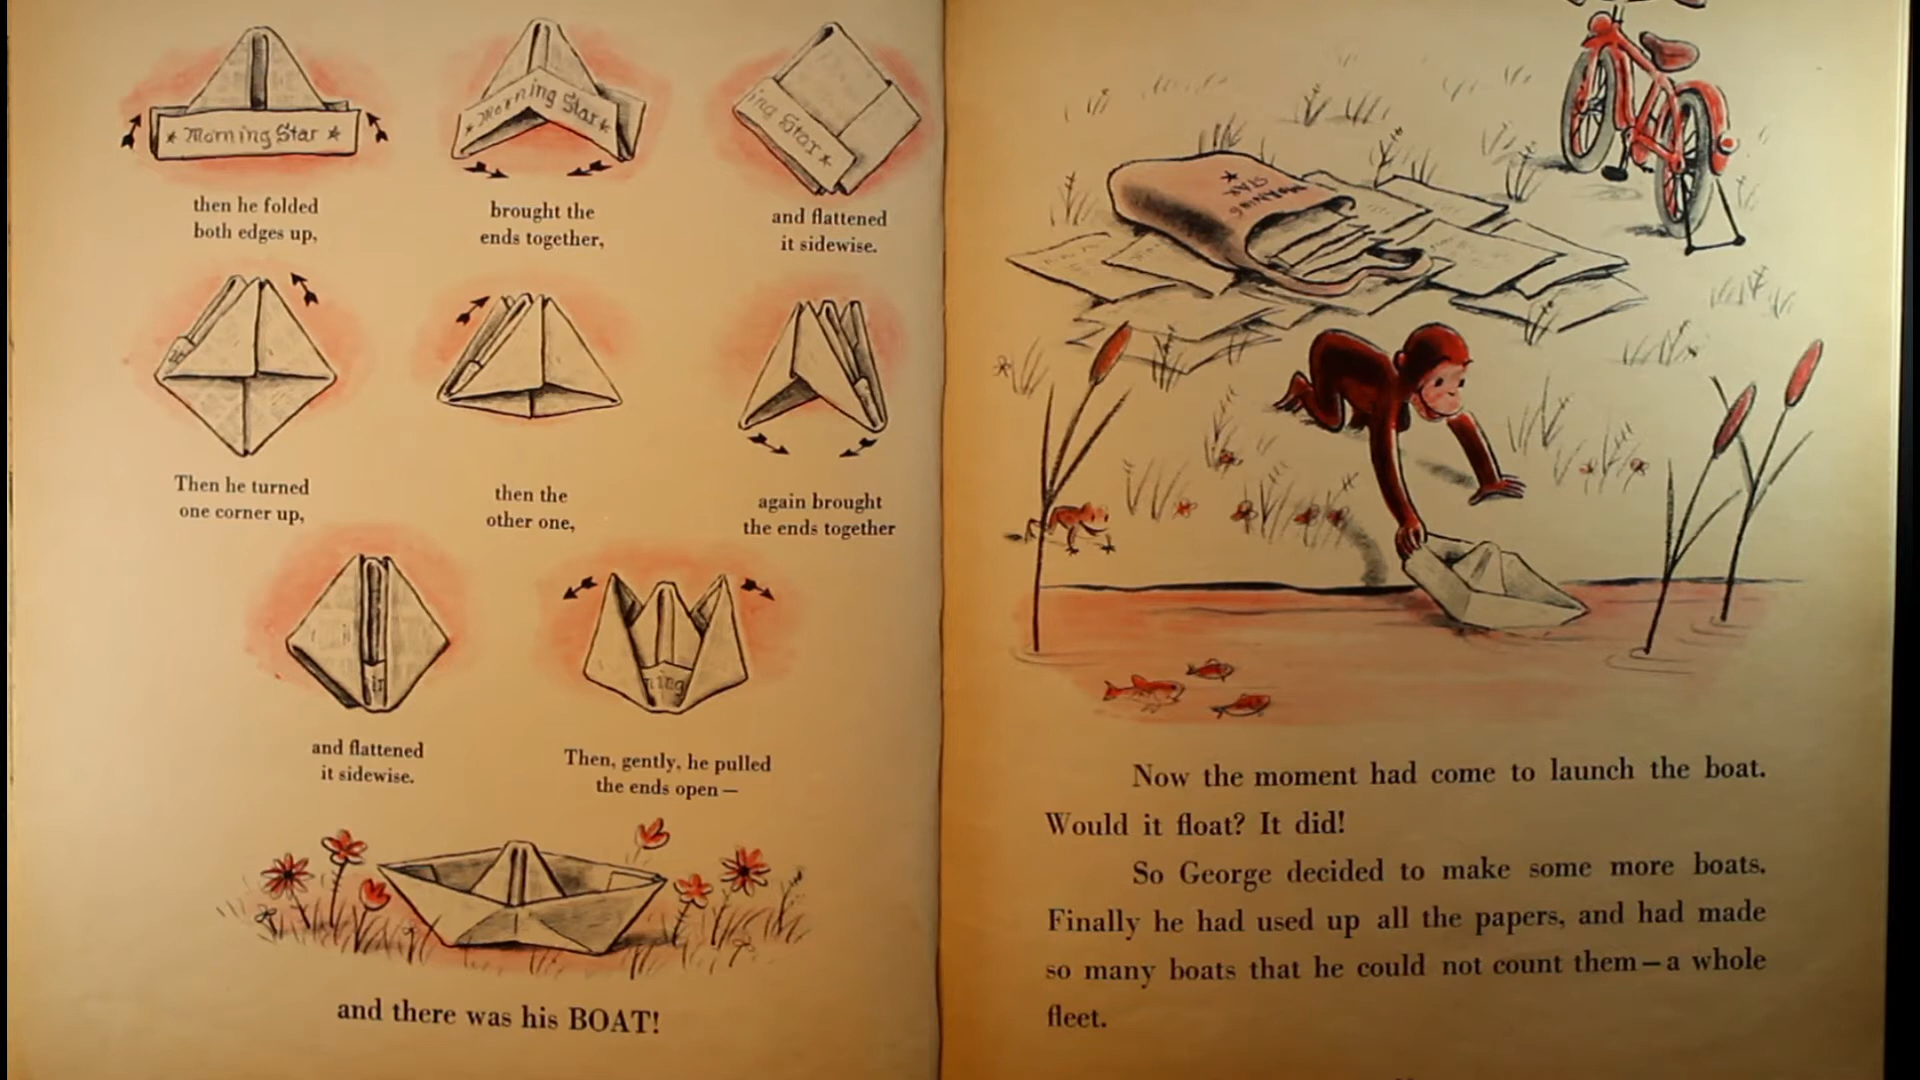 ★ Morning Star ★
then he folded
both edges up,
★ Morning Star ★
brought the
ends together,
ing Star ★
and flattened
it sidewise.
Then he turned
one corner up,
then the
other one,
again brought
the ends together
and flattened
it sidewise.
ning
Then, gently, he pulled
the ends open—
and there was his BOAT!
MORNING
STAR
★
Now the moment had come to launch the boat.
Would it float? It did!
So George decided to make some more boats.
Finally he had used up all the papers, and had made
so many boats that he could not count them—a whole
fleet.